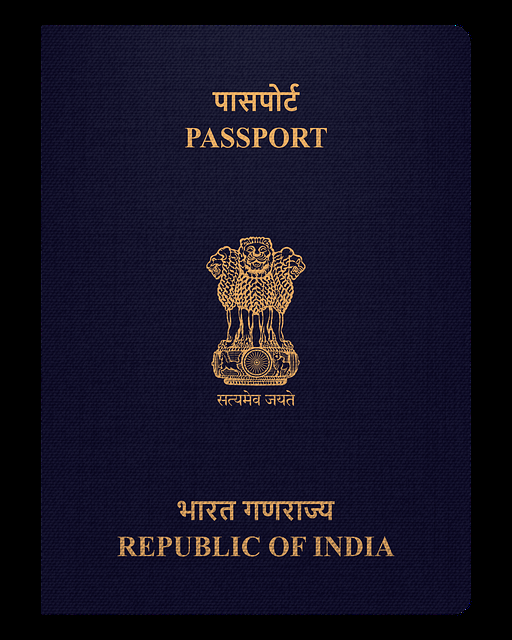 पासपोर्ट
PASSPORT
सत्यमेव जयते
भारत गणराज्य
REPUBLIC OF INDIA